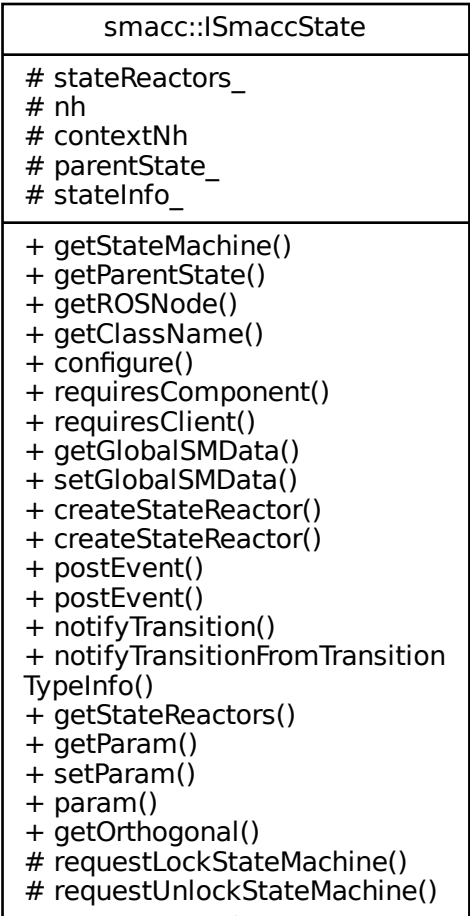 smacc::ISmaccState
# stateReactors_
# nh
# contextNh
# parentState_
# stateInfo_
+ getStateMachine()
+ getParentState()
+ getROSNode()
+ getClassName()
+ configure()
+ requiresComponent()
+ requiresClient()
+ getGlobalSMData()
+ setGlobalSMData()
+ createStateReactor()
+ createStateReactor()
+ postEvent()
+ postEvent()
+ notifyTransition()
+ notifyTransitionFromTransition
TypeInfo()
+ getStateReactors()
+ getParam()
+ setParam()
+ param()
+ getOrthogonal()
# requestLockStateMachine()
# requestUnlockStateMachine()